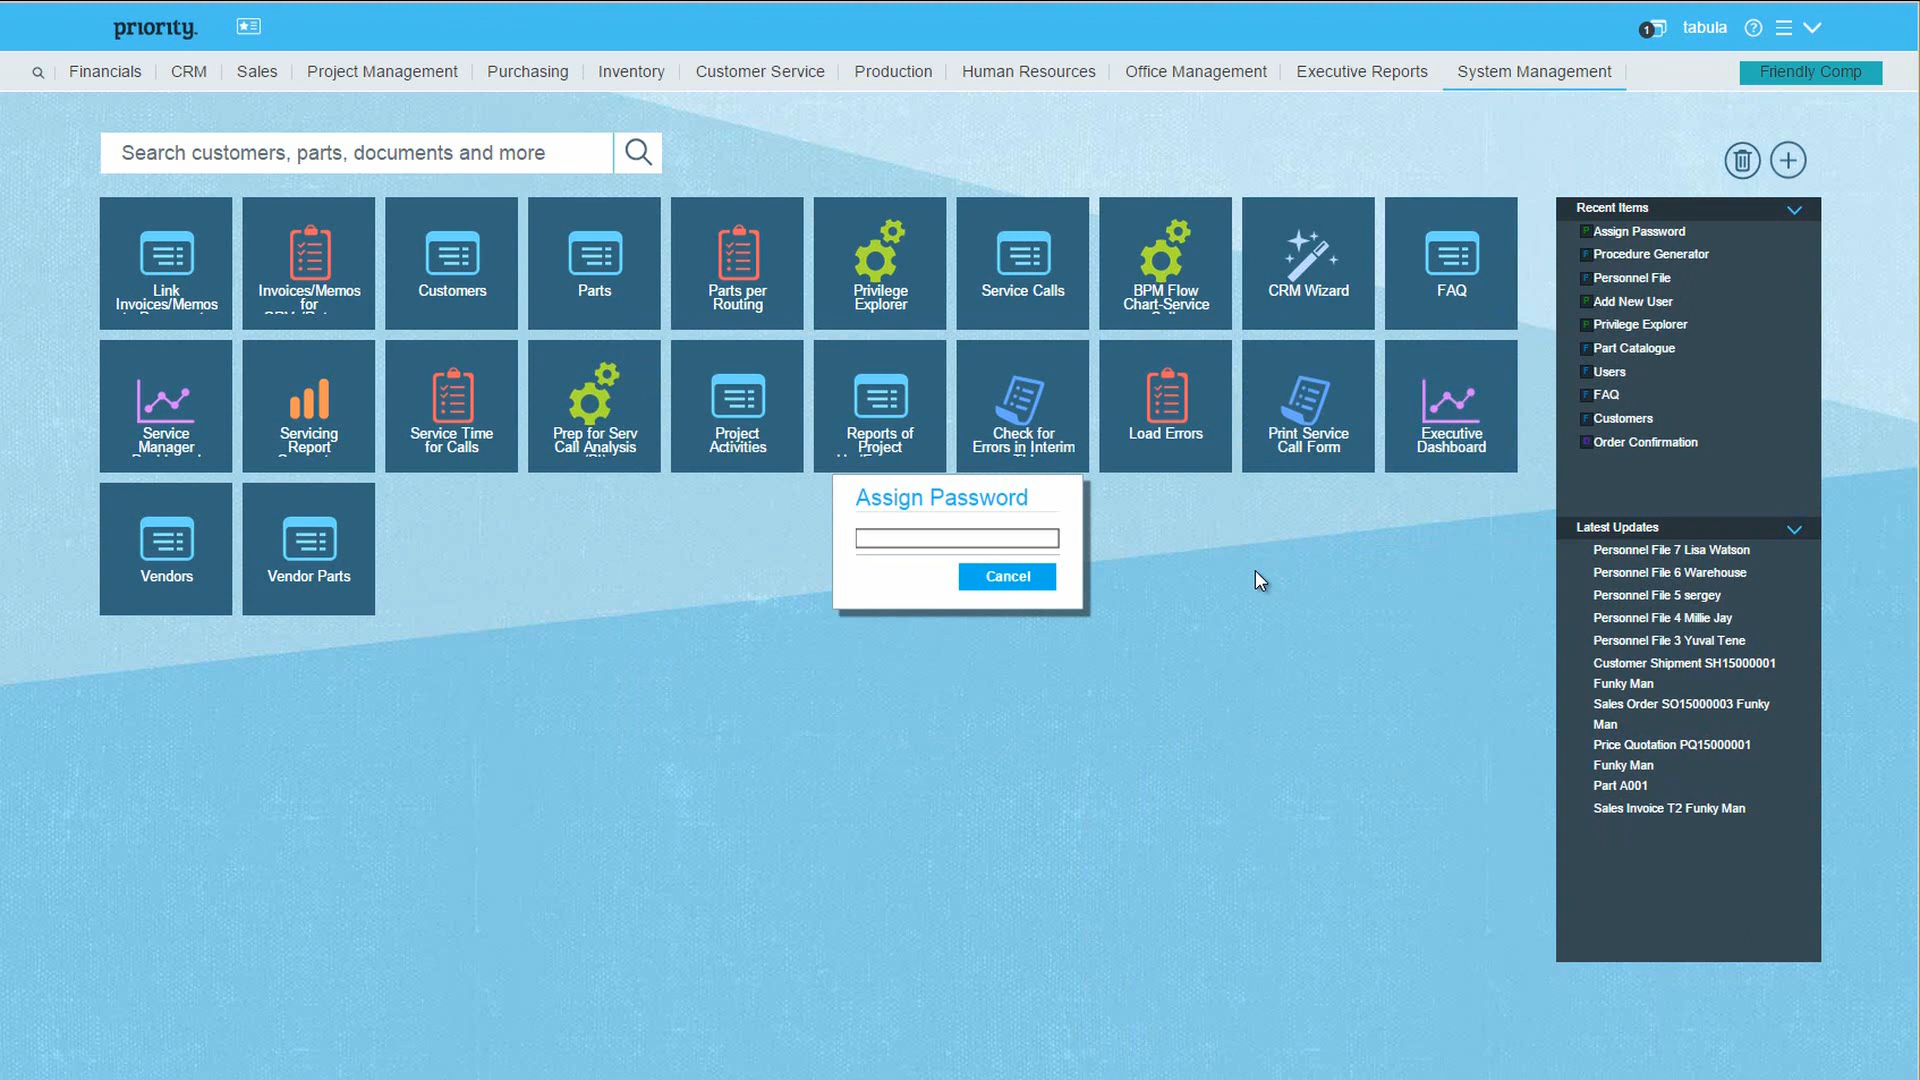 priority.
1
tabula
Financials
CRM
Sales
Project Management
Purchasing
Inventory
Customer Service
Production
Human Resources
Office Management
Executive Reports
System Management
Friendly Comp
Search customers, parts, documents and more
Link
Invoices/Memos
Invoices/Memos
for
Customers
Parts
Parts per
Routing
Privilege
Explorer
Service Calls
BPM Flow
Chart-Service
CRM Wizard
FAQ
Service
Manager
Servicing
Report
Service Time
for Calls
Prep for Serv
Call Analysis
Project
Activities
Reports of
Project
Check for
Errors in Interim
Load Errors
Print Service
Call Form
Executive
Dashboard
Vendors
Vendor Parts
Assign Password
Cancel
Recent Items
P Assign Password
F Procedure Generator
F Personnel File
P Add New User
P Privilege Explorer
F Part Catalogue
F Users
F FAQ
F Customers
D Order Confirmation
Latest Updates
Personnel File 7 Lisa Watson
Personnel File 6 Warehouse
Personnel File 5 sergey
Personnel File 4 Millie Jay
Personnel File 3 Yuval Tene
Customer Shipment SH15000001
Funky Man
Sales Order SO15000003 Funky
Man
Price Quotation PQ15000001
Funky Man
Part A001
Sales Invoice T2 Funky Man